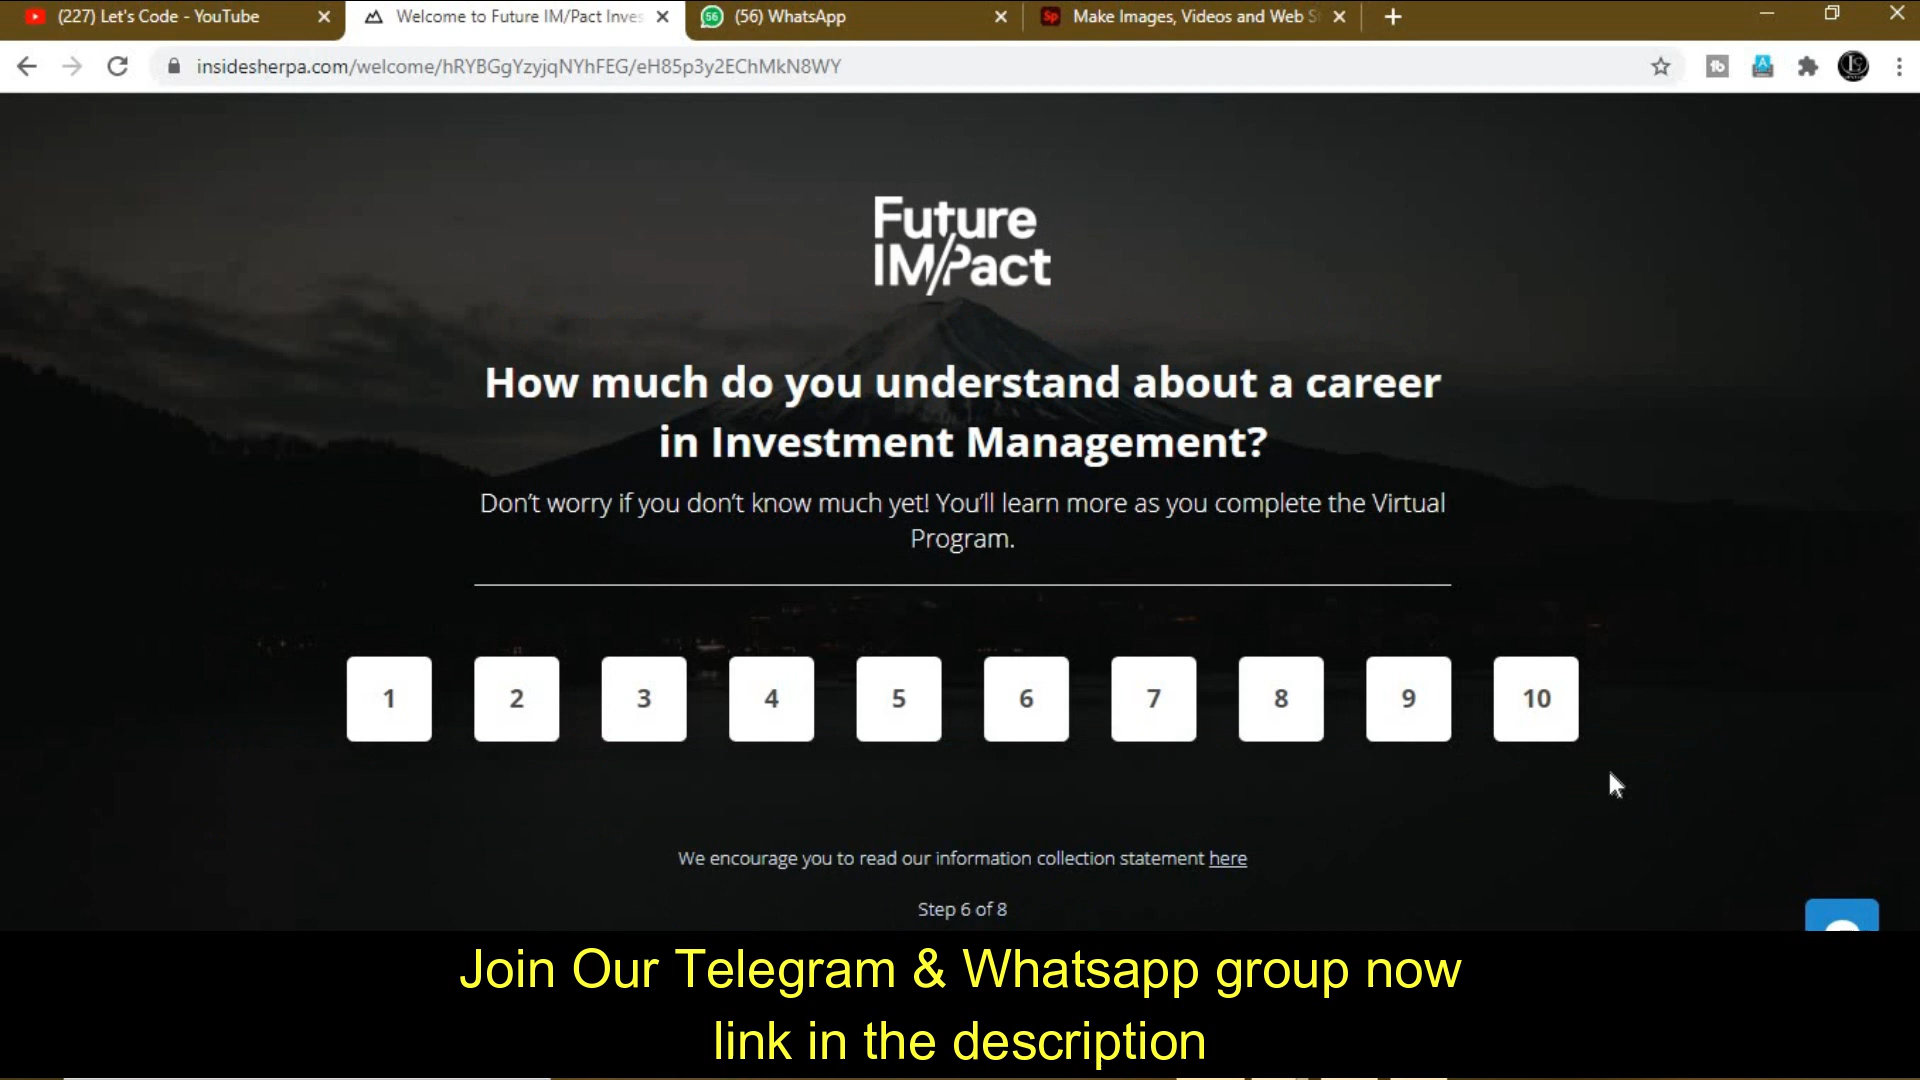 (227) Let's Code - YouTube
Welcome to Future IM/Pact Inves
(56) WhatsApp
Make Images, Videos and Web S
insidesherpa.com/welcome/hRYBGgYzyjqNYhFEG/eH85p3y2EChMkN8WY
Future
IM/Pact
How much do you understand about a career
in Investment Management?
Don't worry if you don't know much yet! You'll learn more as you complete the Virtual
Program.
1 2 3 4 5 6 7 8 9 10
We encourage you to read our information collection statement here
Step 6 of 8
Join Our Telegram & Whatsapp group now
link in the description